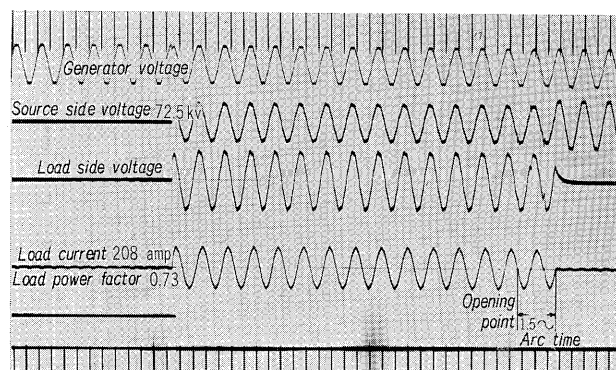 Generator voltage
Source side voltage 72.5 kV
Load side voltage
Load current 208 amp
Load power factor 0.73
Opening
point
1.5~
Arc time